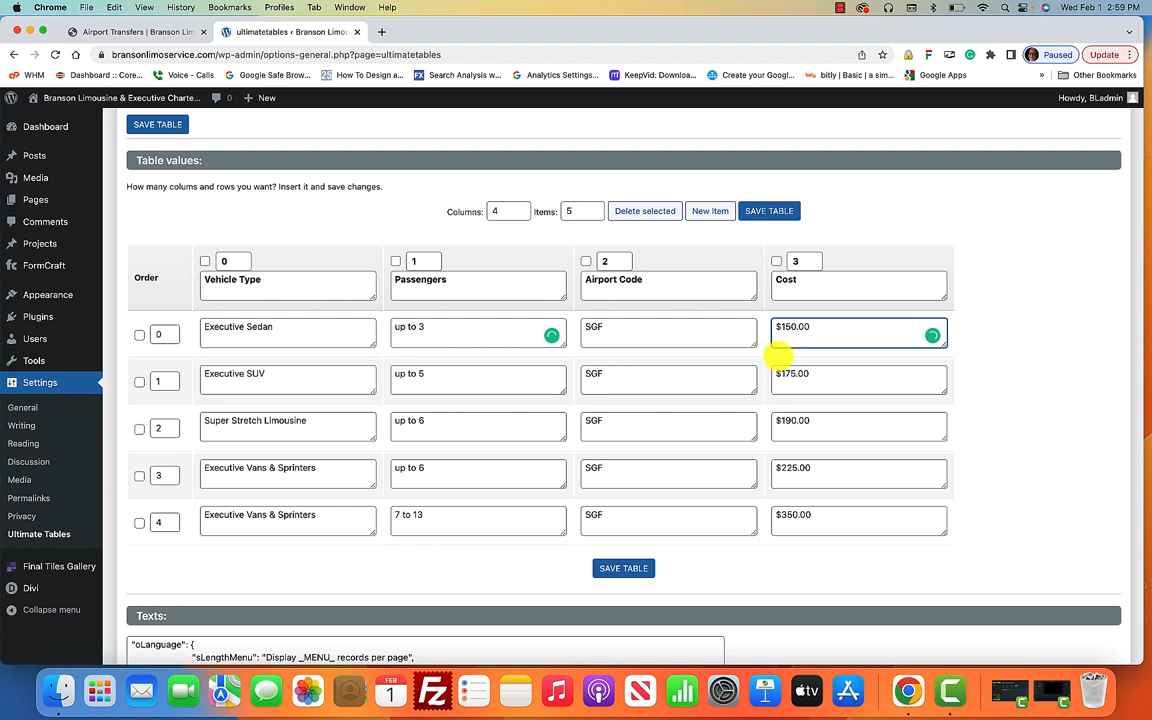 Chrome File Edit View History Bookmarks Profiles Tab Window Help Wed Feb 1 2:59 PM
Airport Transfers | Branson Lim ultimatetables ‹ Branson Limou
bransonlimoservice.com/wp-admin/options-general.php?page=ultimatetables Paused Update
WHM Dashboard :: Core... Voice - Calls Google Safe Brow... How To Design a... Search Analysis w... Analytics Settings... KeepVid: Downloa... Create your Googl... bitly | Basic | a sim... Google Apps » Other Bookmarks
Branson Limousine & Executive Charte... 0 New Howdy, BLadmin
Dashboard
Posts
Media
Pages
Comments
Projects
FormCraft
Appearance
Plugins
Users
Tools
Settings
General
Writing
Reading
Discussion
Media
Permalinks
Privacy
Ultimate Tables
Final Tiles Gallery
Divi
Collapse menu
SAVE TABLE
Table values:
How many colums and rows you want? Insert it and save changes.
Columns: 4 Items: 5 Delete selected New Item SAVE TABLE
Order 0 1 2 3
Vehicle Type Passengers Airport Code Cost
0 Executive Sedan up to 3 SGF $150.00
1 Executive SUV up to 5 SGF $175.00
2 Super Stretch Limousine up to 6 SGF $190.00
3 Executive Vans & Sprinters up to 6 SGF $225.00
4 Executive Vans & Sprinters 7 to 13 SGF $350.00
SAVE TABLE
Texts:
"oLanguage": {
"sLengthMenu": "Display _MENU_ records per page",
FEB
1
tv